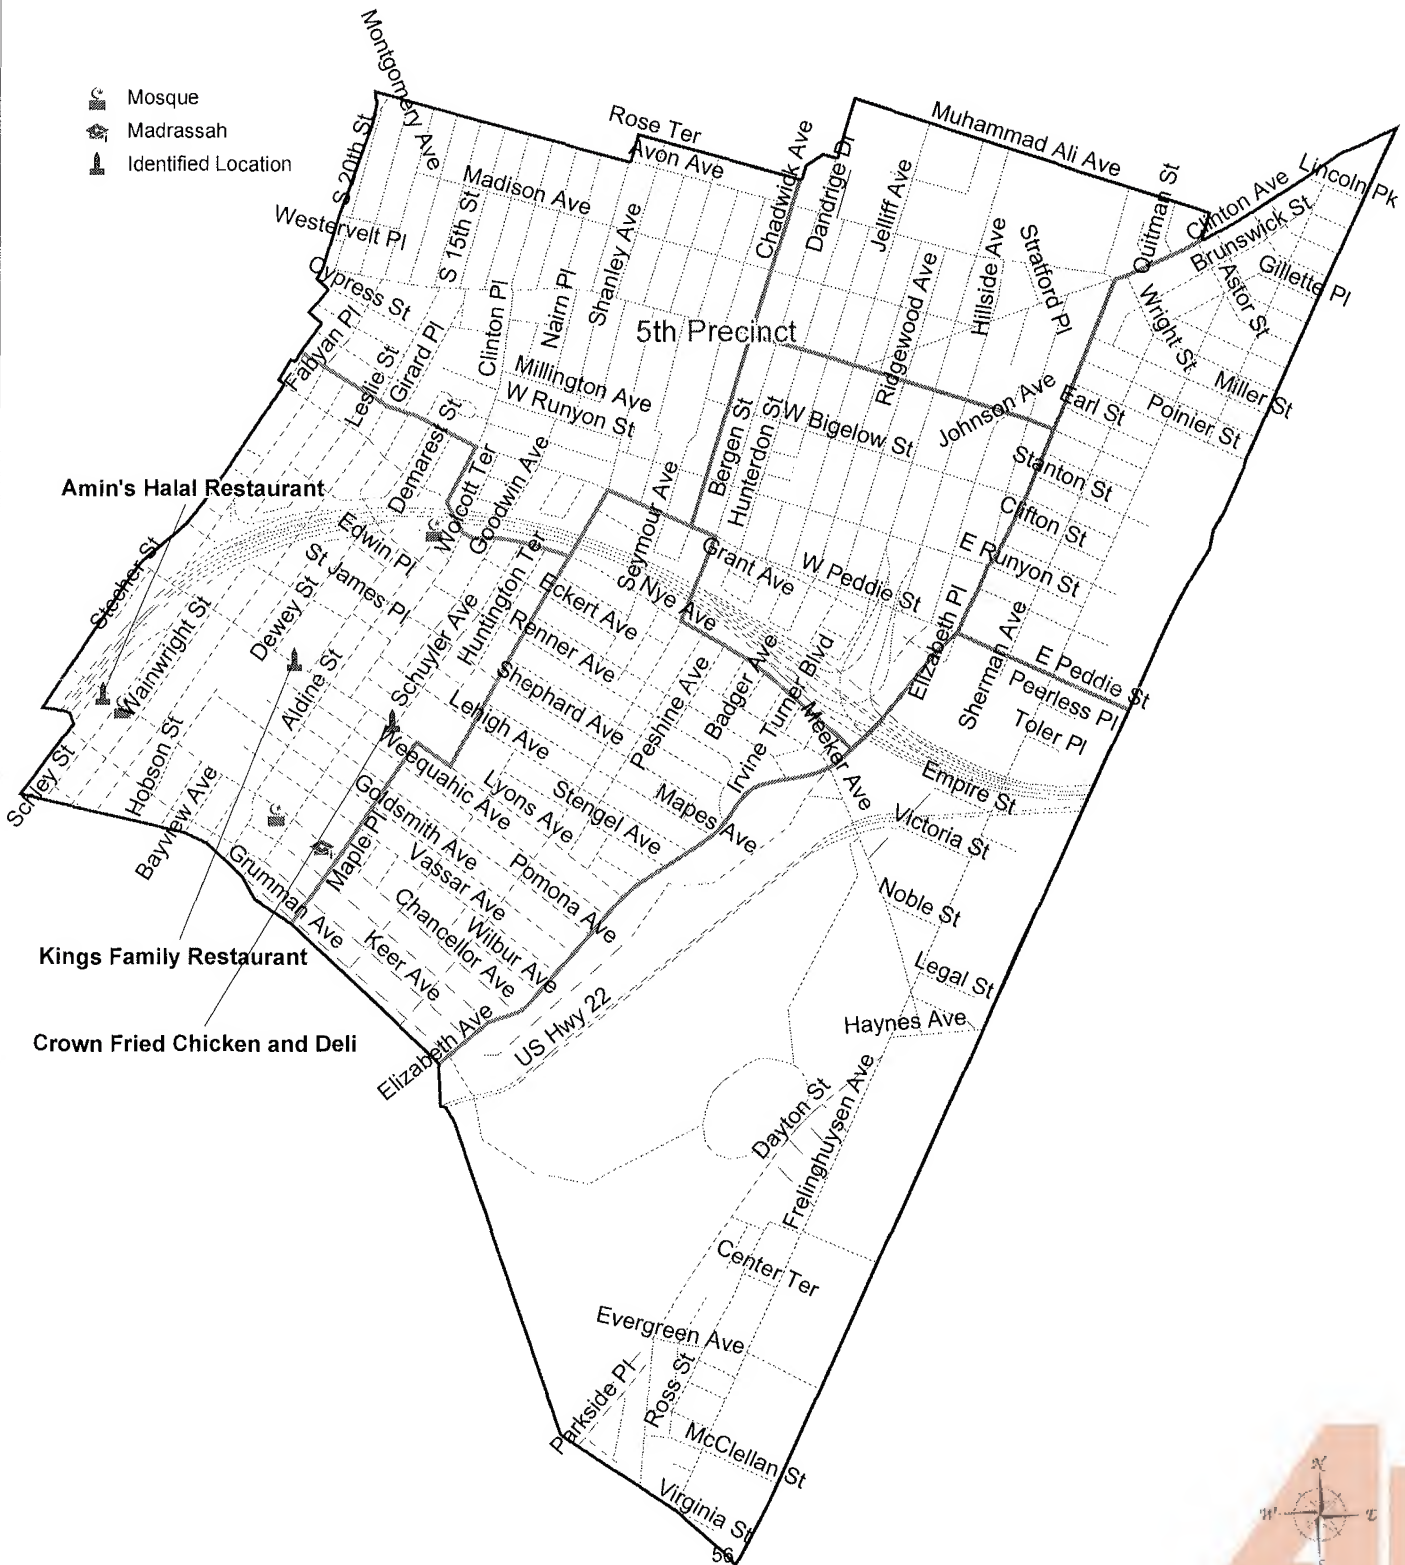 Mosque
Madrassah
Identified Location
Montgomery Ave
S 20th St
Rose Ter
Avon Ave
Chadwick Ave
Dandrige Dr
Muhammad Ali Ave
Lincoln Pk
Clinton Ave
Quitman St
Brunswick St
Gillette Pl
Astor St
Madison Ave
Westervelt Pl
S 15th St
Shanley Ave
Jelliff Ave
Hillside Ave
Stratford Pl
Wright St
Cypress St
Clinton Pl
Nairn Pl
5th Precinct
Ridgewood Ave
Fabyan Pl
Leslie St
Girard Pl
Millington Ave
W Runyon St
Bergen St
Hunterdon St
W Bigelow St
Johnson Ave
Earl St
Miller St
Poinier St
Stanton St
Clifton St
E Runyon St
Demarest St
Wolcott Ter
Goodwin Ave
Seymour Ave
Amin's Halal Restaurant
Stecher St
Edwin Pl
St James Pl
Dewey St
Huntington Ter
Schuyler Ave
Eckert Ave
Nye Ave
Grant Ave
W Peddie St
Elizabeth Pl
Sherman Ave
E Peddie St
Peerless Pl
Toler Pl
Wainwright St
Aldine St
Renner Ave
Shephard Ave
Lehigh Ave
Peshine Ave
Badger Ave
Irvine Turner Blvd
Meeker Ave
Empire St
Victoria St
Schley St
Hobson St
Bayview Ave
Weequahic Ave
Goldsmith Ave
Lyons Ave
Stengel Ave
Mapes Ave
Maple Pl
Vassar Ave
Pomona Ave
Grumman Ave
Chancellor Ave
Wilbur Ave
Keer Ave
Noble St
Legal St
Haynes Ave
Kings Family Restaurant
Crown Fried Chicken and Deli
Elizabeth Ave
US Hwy 22
Dayton St
Frelinghuysen Ave
Center Ter
Evergreen Ave
Parkside Pl
Ross St
McClellan St
Virginia St
56
N
W
E
S